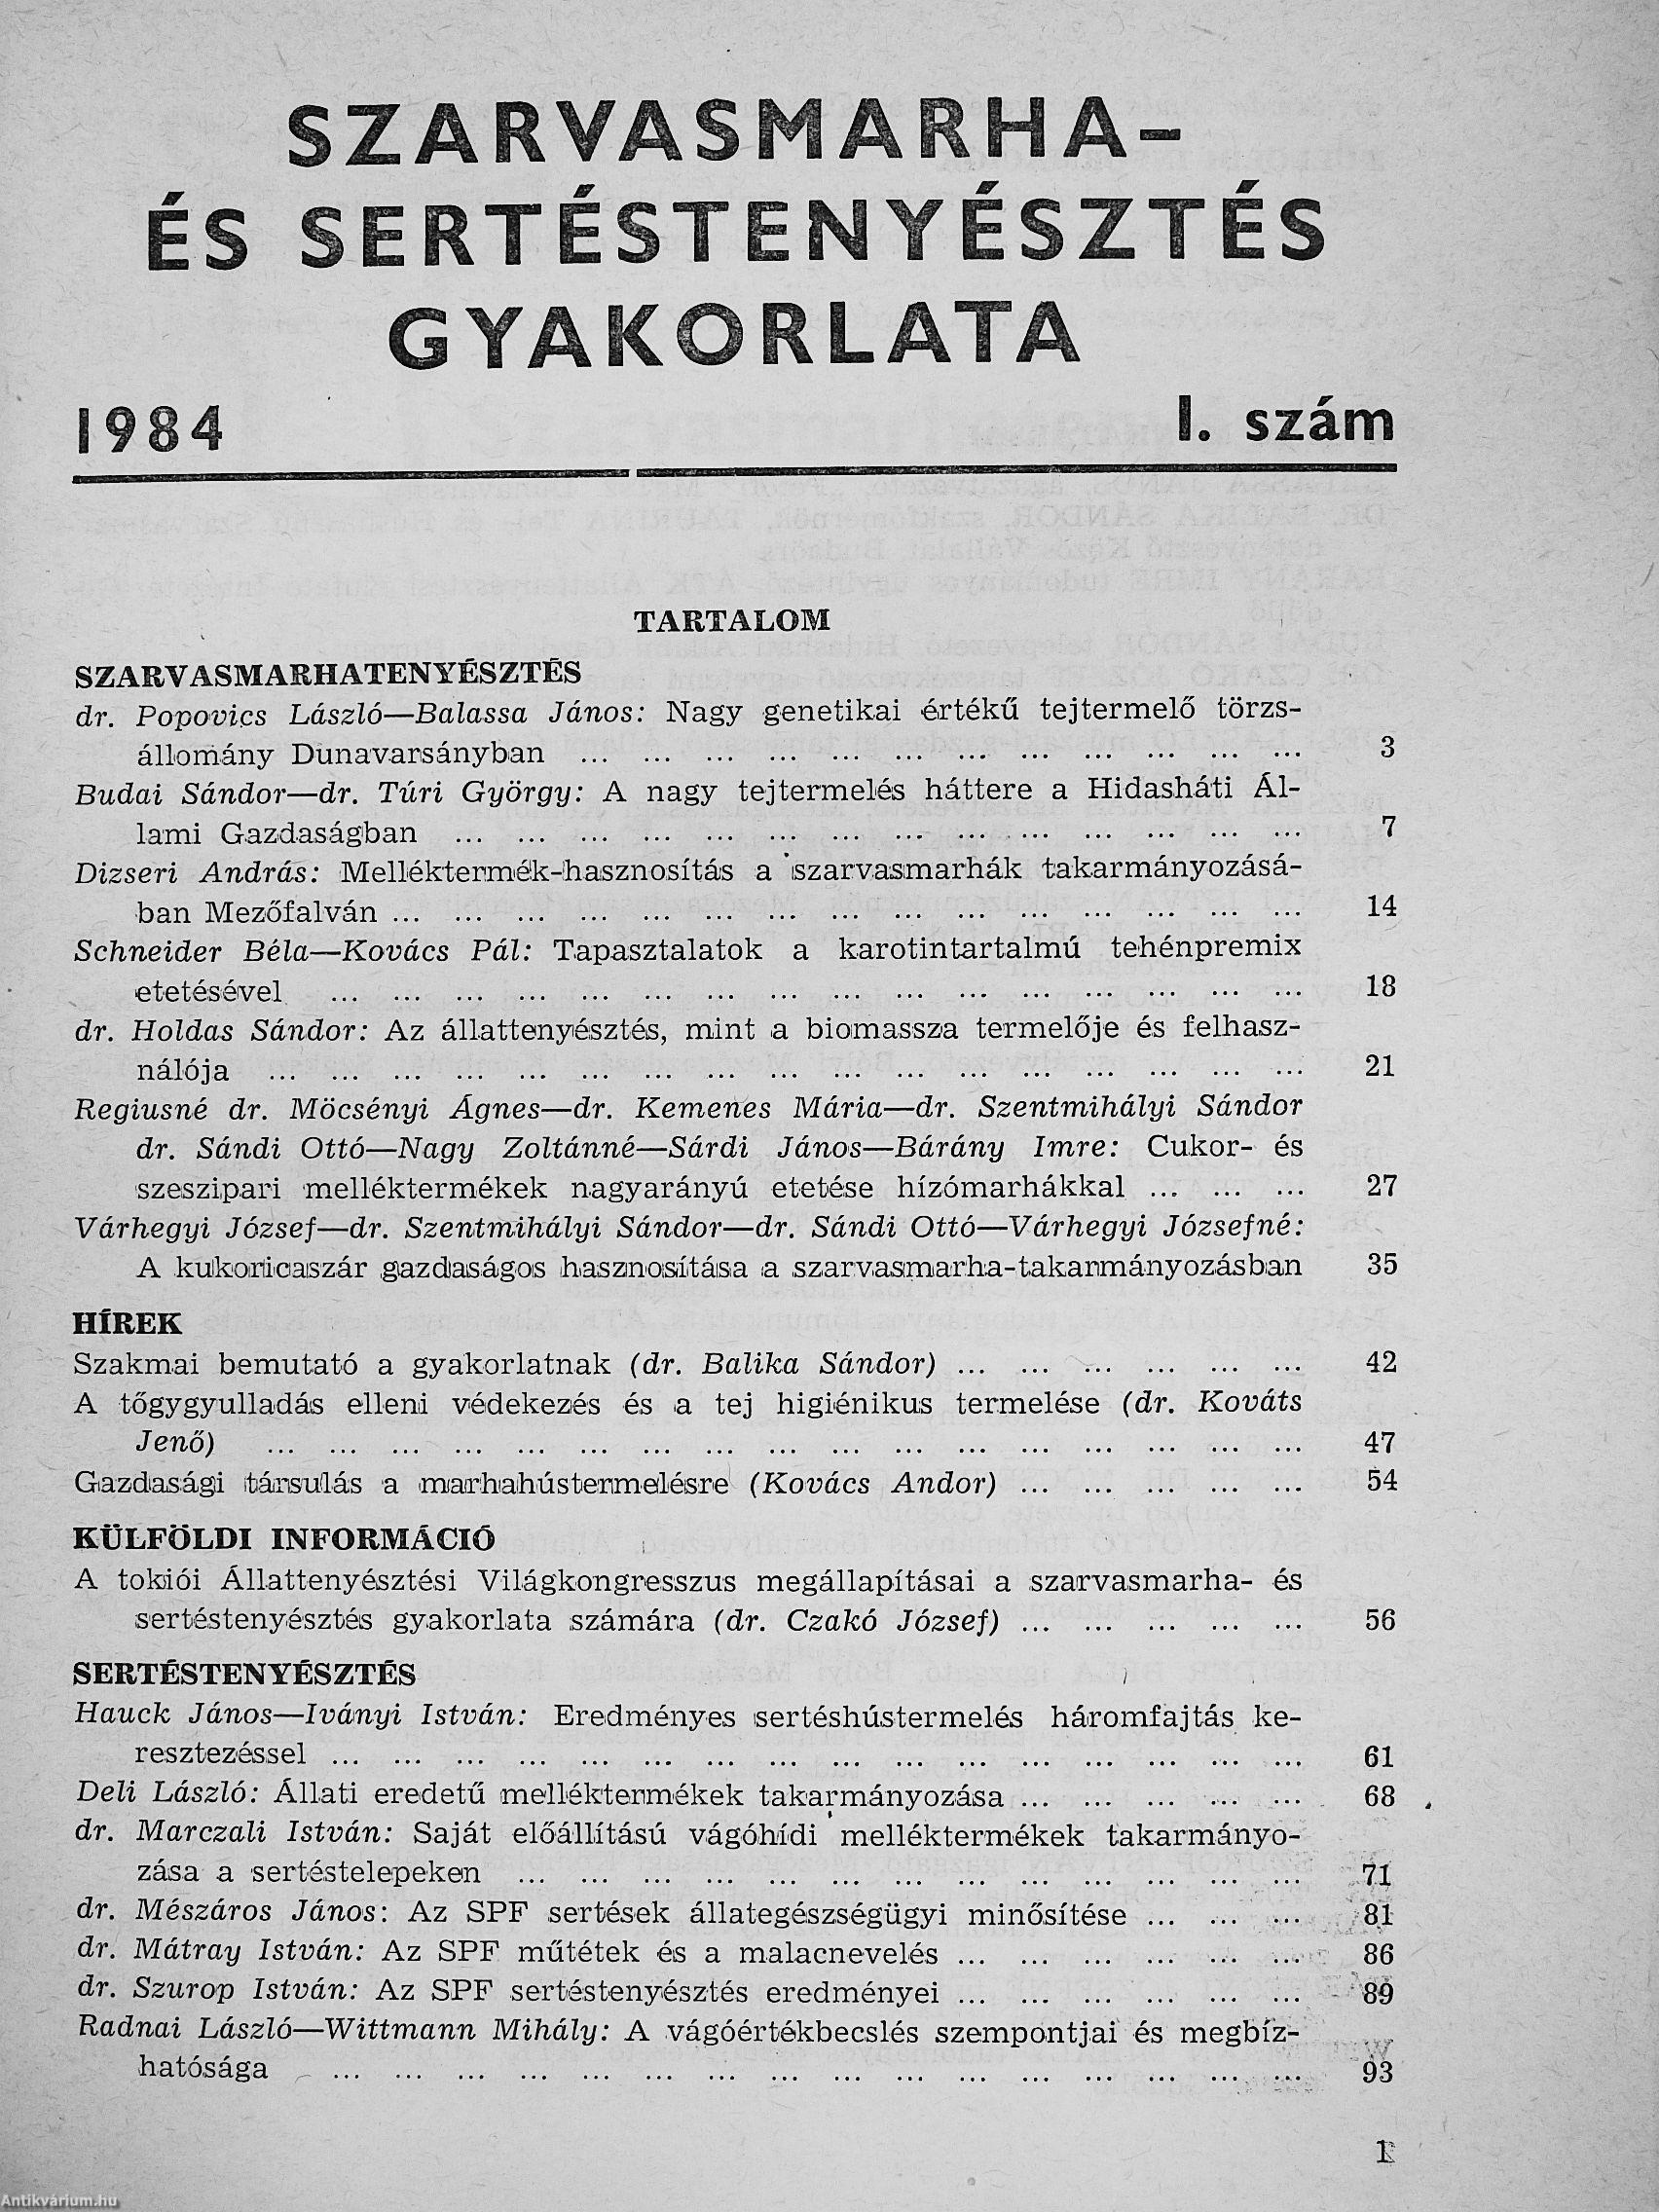 SZARVASMARHA-
ÉS SERTÉSTENYÉSZTÉS
GYAKORLATA
1984 I. szám
TARTALOM
SZARVASMARHATENYÉSZTÉS
dr. Popovics László—Balassa János: Nagy genetikai értékű tejtermelő törzs-
állomány Dunavarsányban ... 3
Budai Sándor—dr. Túri György: A nagy tejtermelés háttere a Hidasháti Ál-
lami Gazdaságban ... 7
Dizseri András: Melléktermék-hasznosítás a szarvasmarhák takarmányozásá-
ban Mezőfalván ... 14
Schneider Béla—Kovács Pál: Tapasztalatok a karotintartalmú tehénpremix
etetésével ... 18
dr. Holdas Sándor: Az állattenyésztés, mint a biomassza termelője és felhasz-
nálója ... 21
Regiusné dr. Möcsényi Ágnes—dr. Kemenes Mária—dr. Szentmihályi Sándor
dr. Sándi Ottó—Nagy Zoltánné—Sárdi János—Bárány Imre: Cukor- és
szeszipari melléktermékek nagyarányú etetése hízómarhákkal ... 27
Várhegyi József—dr. Szentmihályi Sándor—dr. Sándi Ottó—Várhegyi Józsefné:
A kukoricaszár gazdaságos hasznosítása a szarvasmarha-takarmányozásban 35
HÍREK
Szakmai bemutató a gyakorlatnak (dr. Balika Sándor) ... 42
A tőgygyulladás elleni védekezés és a tej higiénikus termelése (dr. Kováts
Jenő) ... 47
Gazdasági társulás a marhahústermelésre (Kovács Andor) ... 54
KÜLFÖLDI INFORMÁCIÓ
A tokiói Állattenyésztési Világkongresszus megállapításai a szarvasmarha- és
sertéstenyésztés gyakorlata számára (dr. Czakó József) ... 56
SERTÉSTENYÉSZTÉS
Hauck János—Iványi István: Eredményes sertéshústermelés háromfajtás ke-
resztezéssel ... 61
Deli László: Állati eredetű melléktermékek takarmányozása ... 68
dr. Marczali István: Saját előállítású vágóhídi melléktermékek takarmányo-
zása a sertéstelepeken ... 71
dr. Mészáros János: Az SPF sertések állategészségügyi minősítése ... 81
dr. Mátray István: Az SPF műtétek és a malacnevelés ... 86
dr. Szurop István: Az SPF sertéstenyésztés eredményei ... 89
Radnai László—Wittmann Mihály: A vágóértékbecslés szempontjai és megbíz-
hatósága ... 93
1
Antikvárium.hu